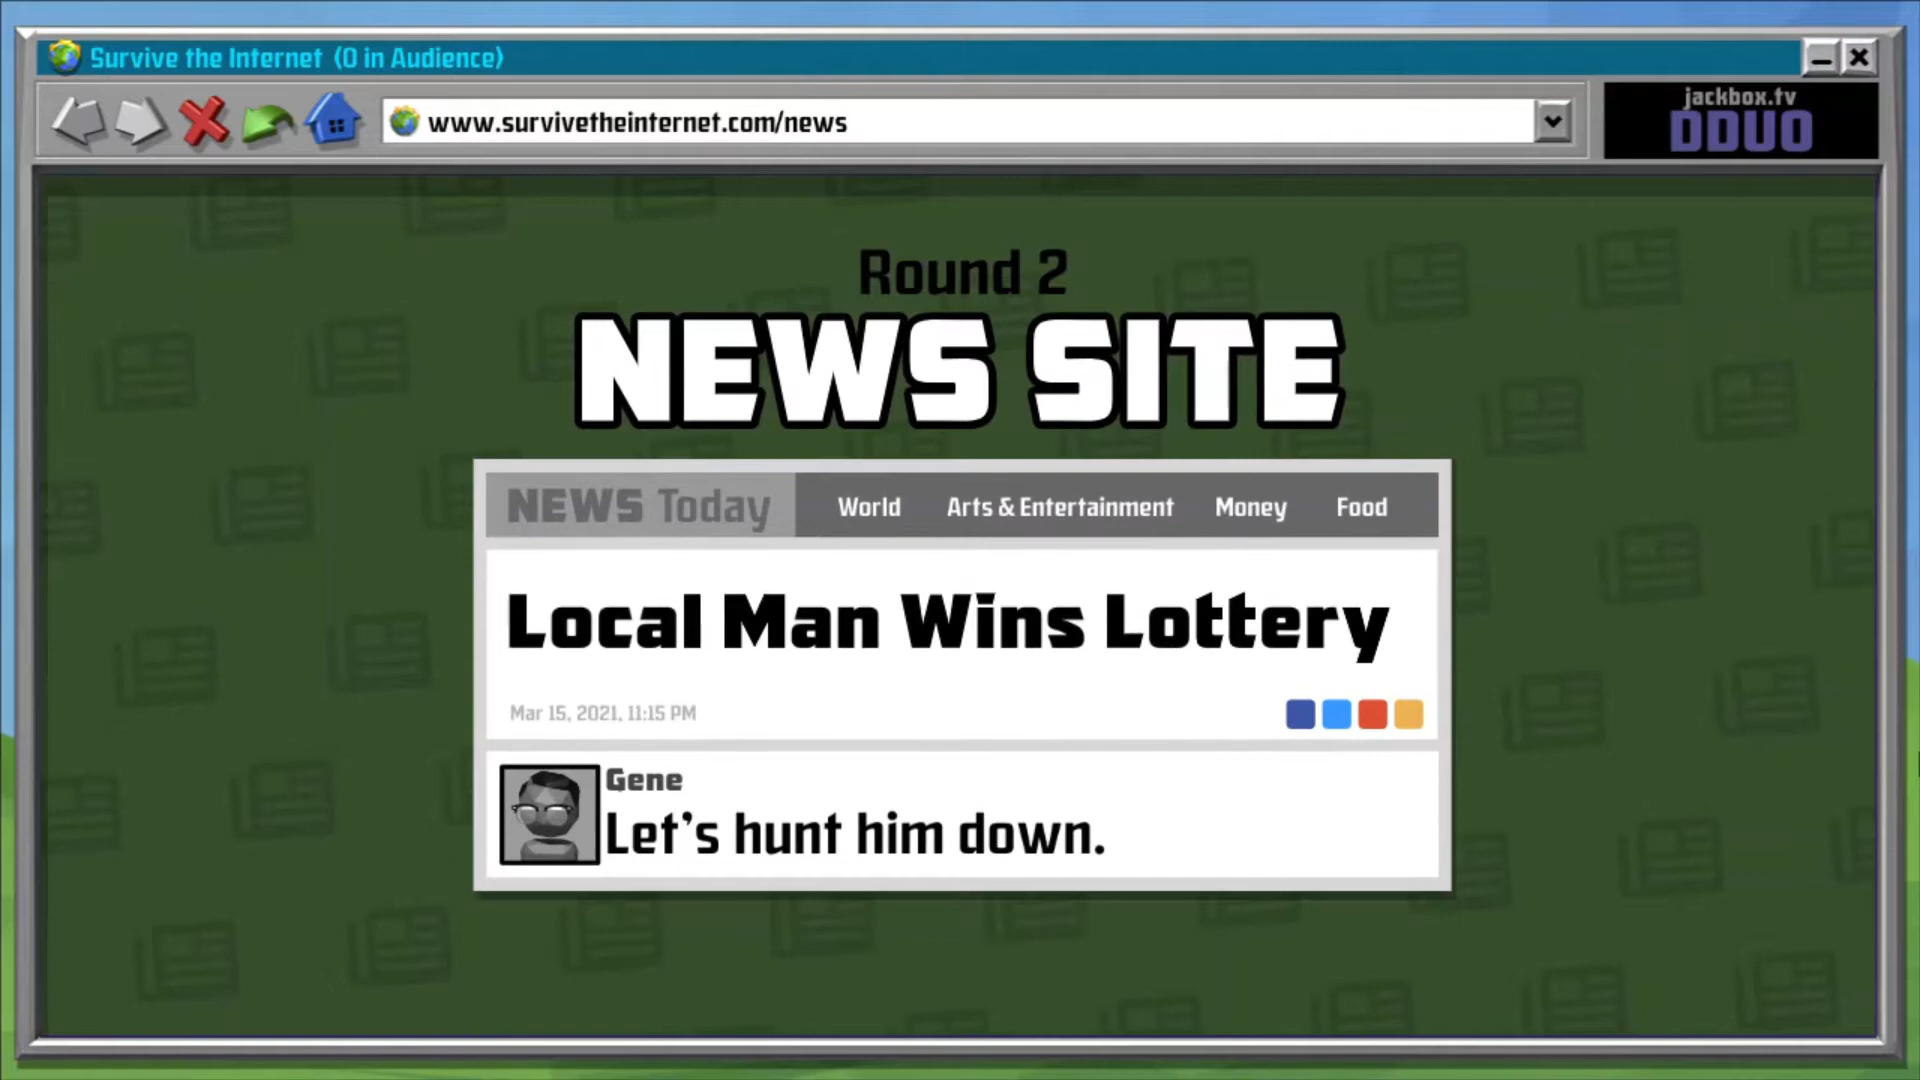 Survive the Internet (0 in Audience)
www.survivetheinternet.com/news
jackbox.tv
DDUO
Round 2
NEWS SITE
NEWS Today World Arts & Entertainment Money Food
Local Man Wins Lottery
Mar 15, 2021, 11:15 PM
Gene
Let's hunt him down.